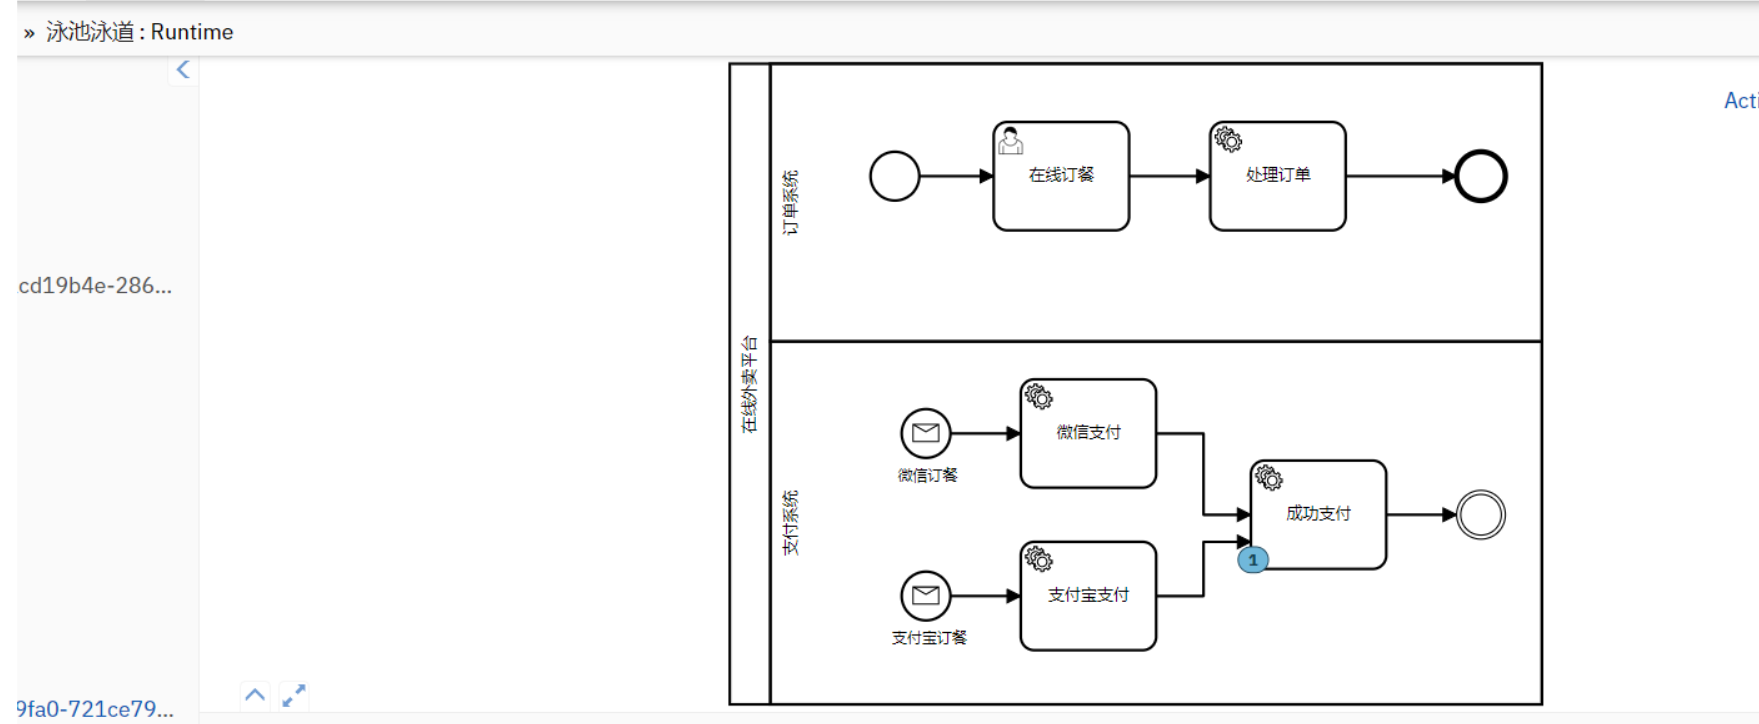 » 泳池泳道 : Runtime
Acti
cd19b4e-286...
9fa0-721ce79...
在线外卖平台
订单系统
在线订餐
处理订单
支付系统
微信订餐
微信支付
成功支付
1
支付宝订餐
支付宝支付